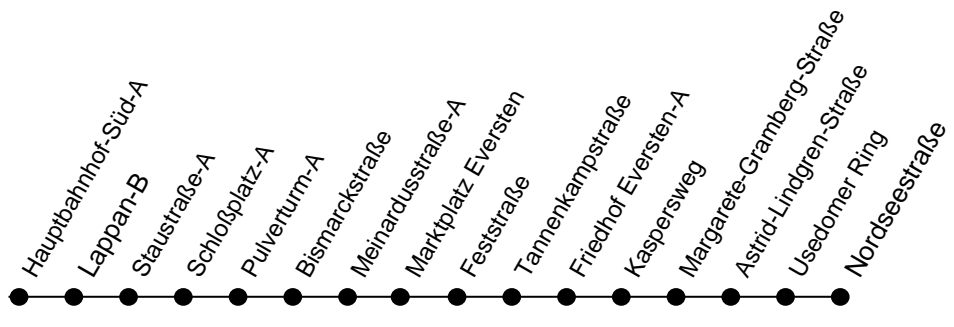 Hauptbahnhof-Süd-A
Lappan-B
Staustraße-A
Schloßplatz-A
Pulverturm-A
Bismarckstraße
Meinardusstraße-A
Marktplatz Eversten
Feststraße
Tannenkampstraße
Friedhof Eversten-A
Kaspersweg
Margarete-Gramberg-Straße
Astrid-Lindgren-Straße
Usedomer Ring
Nordseestraße